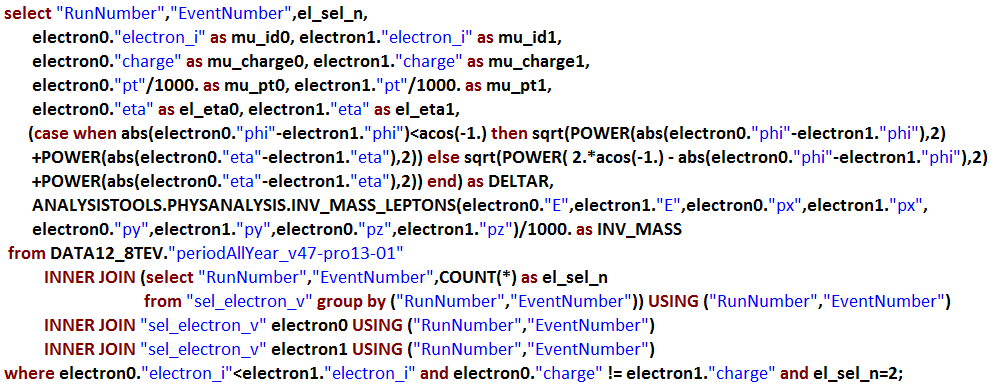 select "RunNumber","EventNumber",el_sel_n,
electron0."electron_i" as mu_id0, electron1."electron_i" as mu_id1,
electron0."charge" as mu_charge0, electron1."charge" as mu_charge1,
electron0."pt"/1000. as mu_pt0, electron1."pt"/1000. as mu_pt1,
electron0."eta" as el_eta0, electron1."eta" as el_eta1,
(case when abs(electron0."phi"-electron1."phi")<acos(-1.) then sqrt(POWER(abs(electron0."phi"-electron1."phi"),2)
+POWER(abs(electron0."eta"-electron1."eta"),2)) else sqrt(POWER( 2.*acos(-1.) - abs(electron0."phi"-electron1."phi"),2)
+POWER(abs(electron0."eta"-electron1."eta"),2)) end) as DELTAR,
ANALYSISTOOLS.PHYSANALYSIS.INV_MASS_LEPTONS(electron0."E",electron1."E",electron0."px",electron1."px",
electron0."py",electron1."py",electron0."pz",electron1."pz")/1000. as INV_MASS
from DATA12_8TEV."periodAllYear_v47-pro13-01"
INNER JOIN (select "RunNumber","EventNumber",COUNT(*) as el_sel_n
from "sel_electron_v" group by ("RunNumber","EventNumber")) USING ("RunNumber","EventNumber")
INNER JOIN "sel_electron_v" electron0 USING ("RunNumber","EventNumber")
INNER JOIN "sel_electron_v" electron1 USING ("RunNumber","EventNumber")
where electron0."electron_i"<electron1."electron_i" and electron0."charge" != electron1."charge" and el_sel_n=2;